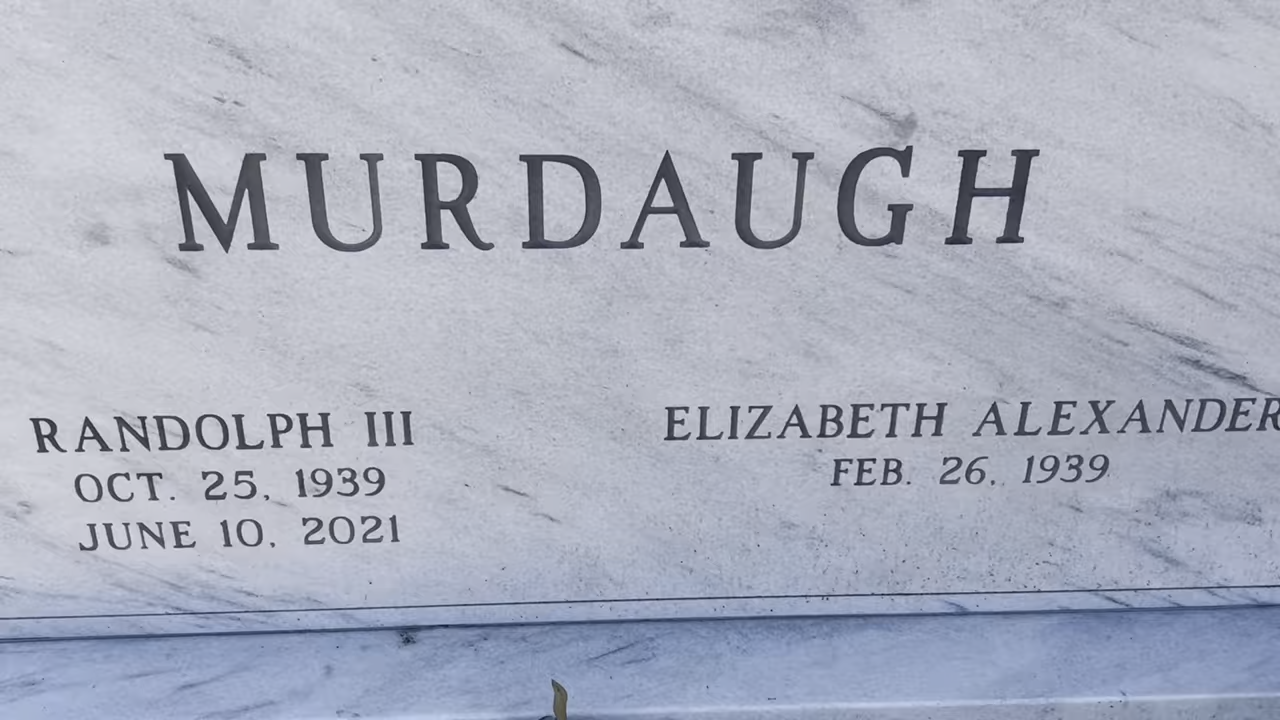 MURDAUGH
RANDOLPH III
OCT. 25, 1939
JUNE 10, 2021
ELIZABETH ALEXANDER
FEB. 26, 1939